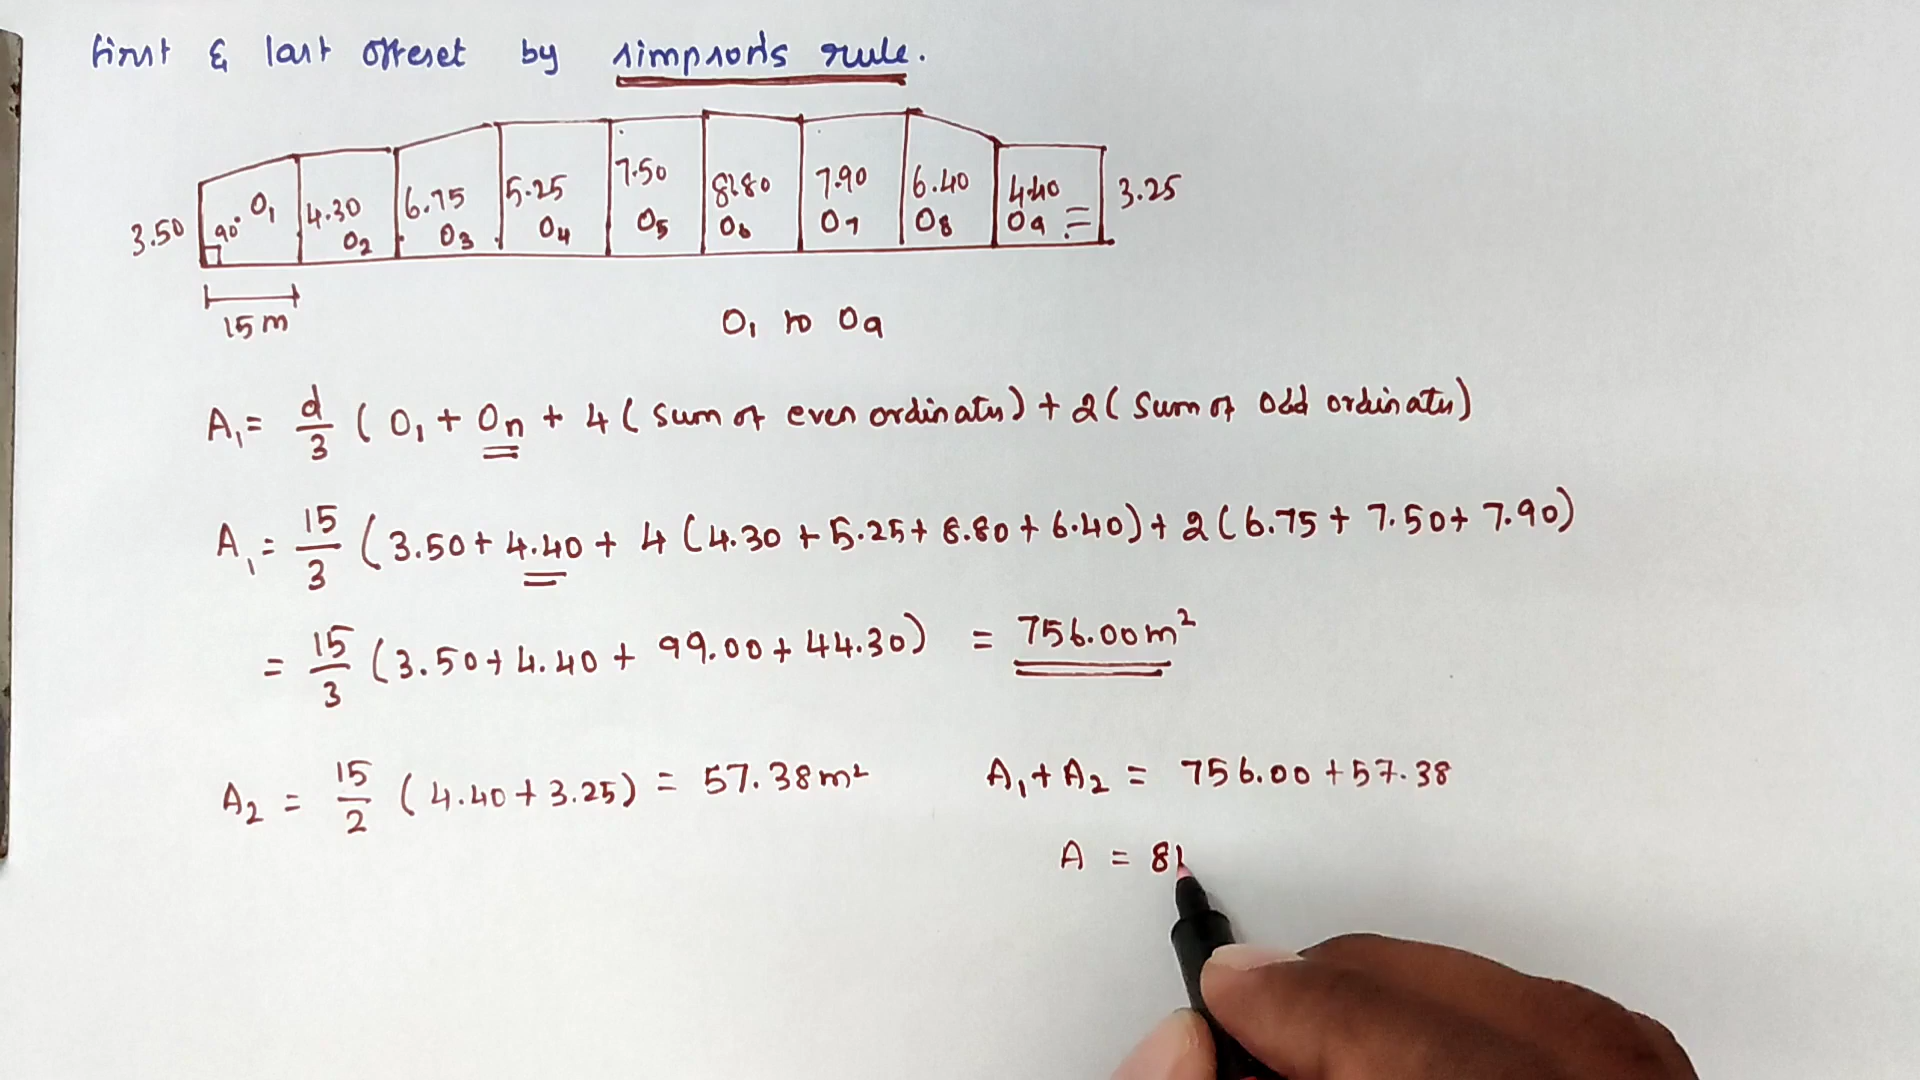 first & last offset by simpson's rule.
3.50 90° O1 4.30 O2 6.75 O3 5.25 O4 7.50 O5 8.80 O6 7.90 O7 6.40 O8 4.40 O9 3.25
15 m
O1 to O9
A1 = d/3 ( O1 + On + 4 ( Sum of even ordinates) + 2 ( Sum of odd ordinates)
A1 = 15/3 ( 3.50 + 4.40 + 4 ( 4.30 + 5.25 + 8.80 + 6.40) + 2 ( 6.75 + 7.50 + 7.90)
= 15/3 ( 3.50 + 4.40 + 99.00 + 44.30) = 756.00 m²
A2 = 15/2 ( 4.40 + 3.25) = 57.38 m²
A1 + A2 = 756.00 + 57.38
A = 81